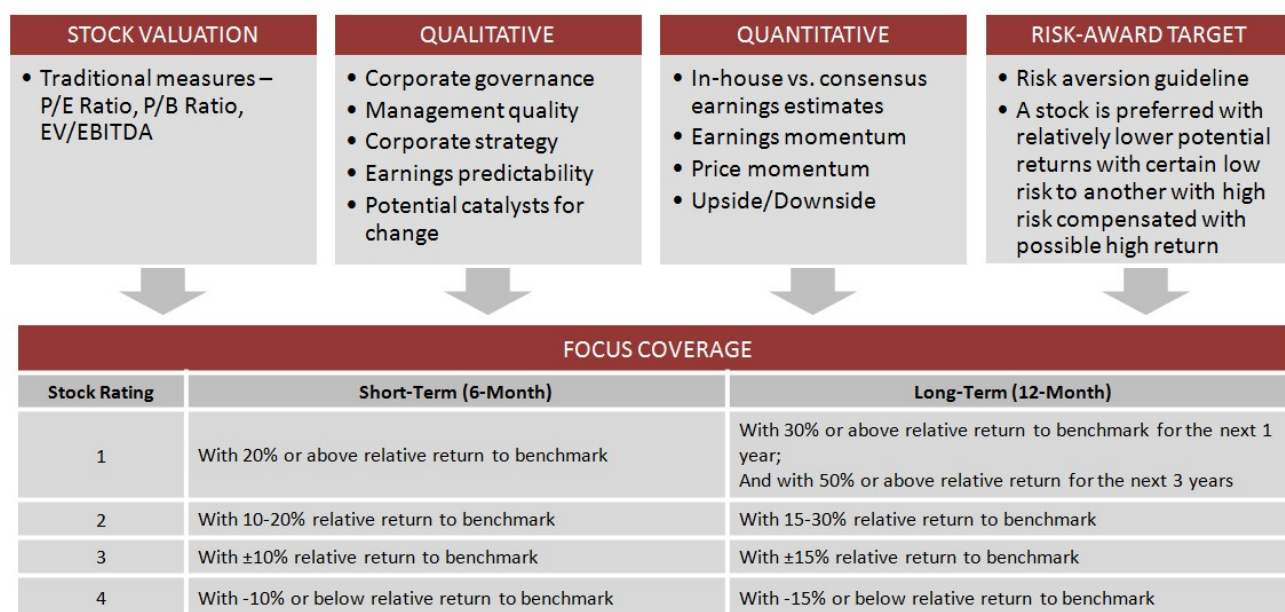 STOCK VALUATION
• Traditional measures –
P/E Ratio, P/B Ratio,
EV/EBITDA
QUALITATIVE
• Corporate governance
• Management quality
• Corporate strategy
• Earnings predictability
• Potential catalysts for
change
QUANTITATIVE
• In-house vs. consensus
earnings estimates
• Earnings momentum
• Price momentum
• Upside/Downside
RISK-AWARD TARGET
• Risk aversion guideline
• A stock is preferred with
relatively lower potential
returns with certain low
risk to another with high
risk compensated with
possible high return
FOCUS COVERAGE
Stock Rating Short-Term (6-Month) Long-Term (12-Month)
1 With 20% or above relative return to benchmark With 30% or above relative return to benchmark for the next 1
year;
And with 50% or above relative return for the next 3 years
2 With 10-20% relative return to benchmark With 15-30% relative return to benchmark
3 With ±10% relative return to benchmark With ±15% relative return to benchmark
4 With -10% or below relative return to benchmark With -15% or below relative return to benchmark